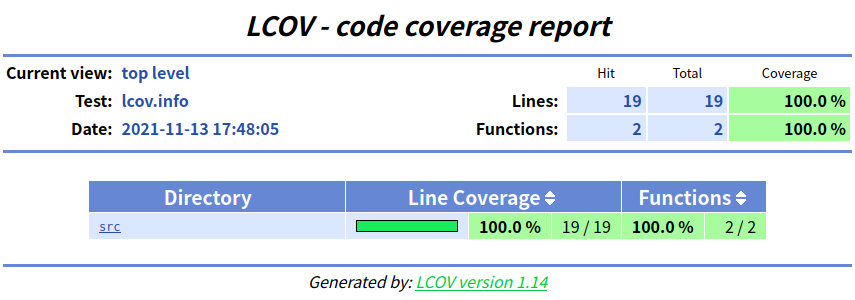 LCOV - code coverage report
Current view: top level Hit Total Coverage
Test: lcov.info Lines: 19 19 100.0 %
Date: 2021-11-13 17:48:05 Functions: 2 2 100.0 %
Directory Line Coverage Functions
src 100.0 % 19 / 19 100.0 % 2 / 2
Generated by: LCOV version 1.14